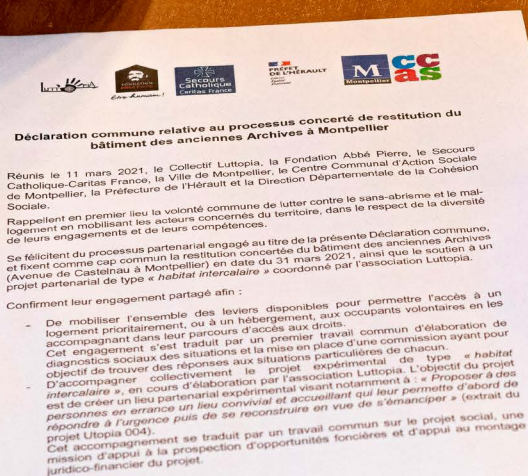 Être humain !
Secours
Catholique
Caritas France
PRÉFET
DE L'HÉRAULT
M
Montpellier
CC
as
Déclaration commune relative au processus concerté de restitution du
bâtiment des anciennes Archives à Montpellier
Réunis le 11 mars 2021, le Collectif Luttopia, la Fondation Abbé Pierre, le Secours
Catholique-Caritas France, la Ville de Montpellier, le Centre Communal d'Action Sociale
de Montpellier, la Préfecture de l'Hérault et la Direction Départementale de la Cohésion
Sociale.
Rappellent en premier lieu la volonté commune de lutter contre le sans-abrisme et le mal-
logement en mobilisant les acteurs concernés du territoire, dans le respect de la diversité
de leurs engagements et de leurs compétences.
Se félicitent du processus partenarial engagé au titre de la présente Déclaration commune,
et fixent comme cap commun la restitution concertée du bâtiment des anciennes Archives
(Avenue de Castelnau à Montpellier) en date du 31 mars 2021, ainsi que le soutien à un
projet partenarial de type « habitat intercalaire » coordonné par l'association Luttopia.
Confirment leur engagement partagé afin :
- De mobiliser l'ensemble des leviers disponibles pour permettre l'accès à un
logement prioritairement, ou à un hébergement, aux occupants volontaires en les
accompagnant dans leur parcours d'accès aux droits.
Cet engagement s'est traduit par un premier travail commun d'élaboration de
diagnostics sociaux des situations et la mise en place d'une commission ayant pour
objectif de trouver des réponses aux situations particulières de chacun.
- D'accompagner collectivement le projet expérimental de type « habitat
intercalaire », en cours d'élaboration par l'association Luttopia. L'objectif du projet
est de créer un lieu partenarial expérimental visant notamment à : « Proposer à des
personnes en errance un lieu convivial et accueillant qui leur permette d'abord de
répondre à l'urgence puis de se reconstruire en vue de s'émanciper » (extrait du
projet Utopia 004).
Cet accompagnement se traduit par un travail commun sur le projet social, une
mission d'appui à la prospection d'opportunités foncières et d'appui au montage
juridico-financier du projet.